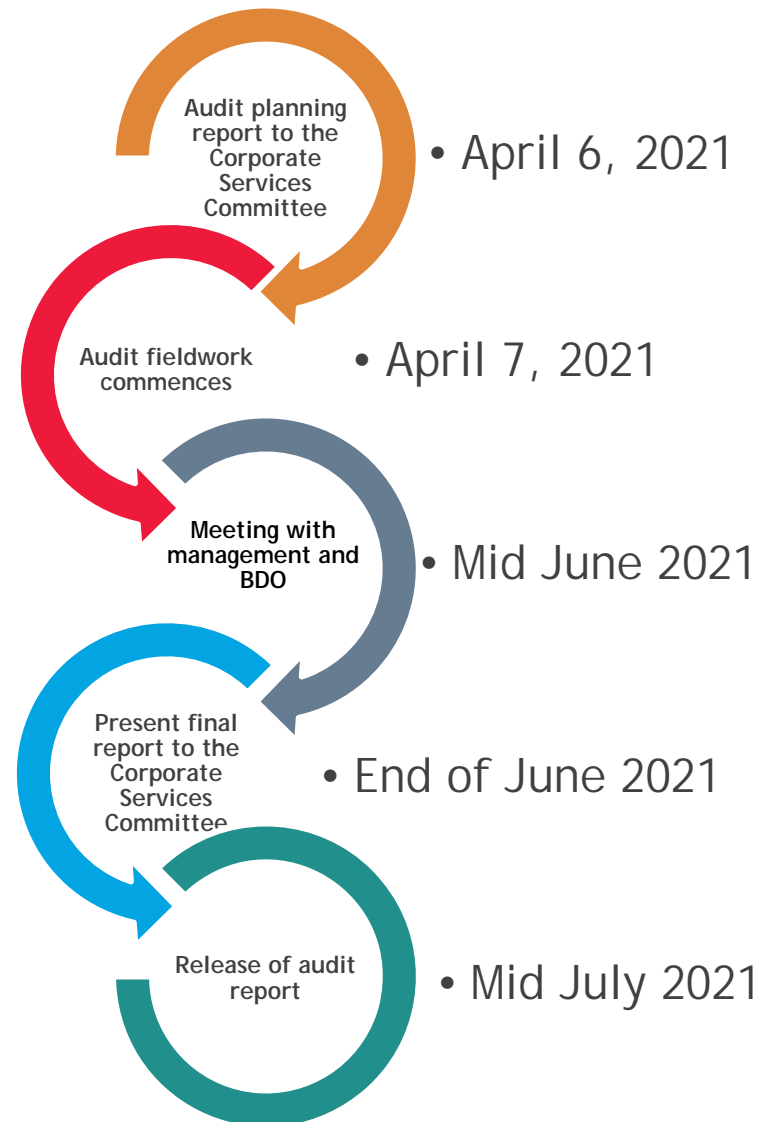 Audit planning
report to the
Corporate
Services
Committee
• April 6, 2021
Audit fieldwork
commences
• April 7, 2021
Meeting with
management and
BDO
• Mid June 2021
Present final
report to the
Corporate
Services
Committee
• End of June 2021
Release of audit
report
• Mid July 2021